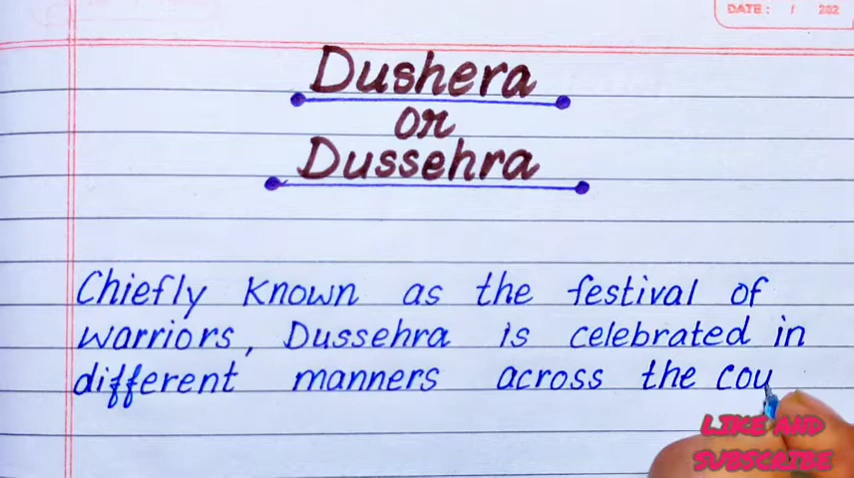 DATE: / 202
Dushera
or
Dussehra
Chiefly known as the festival of
warriors, Dussehra is celebrated in
different manners across the cou
LIKE AND
SUBSCRIBE